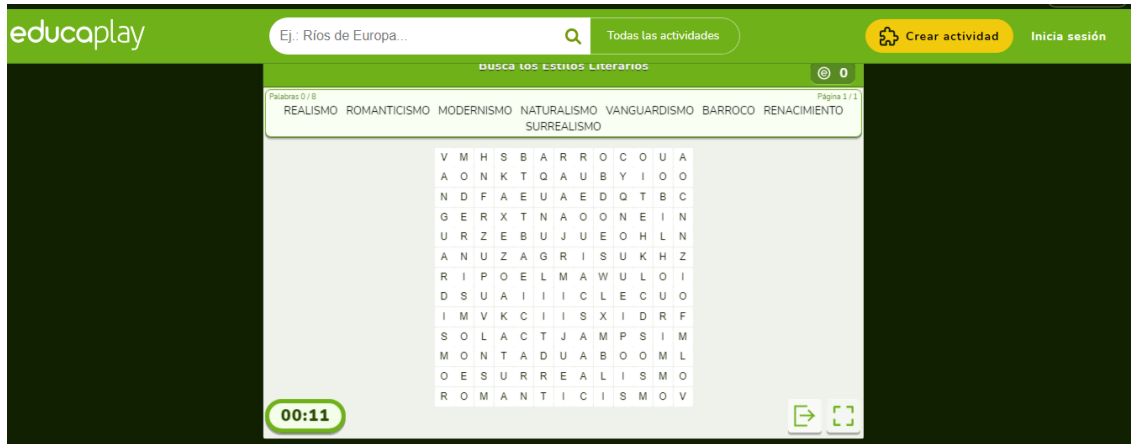 educaplay
Ej.: Ríos de Europa...
Todas las actividades
Crear actividad
Inicia sesión
Busca los Estilos Literarios
0
Palabras 0 / 8
Página 1 / 1
REALISMO ROMANTICISMO MODERNISMO NATURALISMO VANGUARDISMO BARROCO RENACIMIENTO
SURREALISMO
V M H S B A R R O C O U A
A O N K T Q A U B Y I O O
N D F A E U A E D Q T B C
G E R X T N A O O N E I N
U R Z E B U J U E O H L N
A N U Z A G R I S U K H Z
R I P O E L M A W U L O I
D S U A I I I C L E C U O
I M V K C I I S X I D R F
S O L A C T J A M P S I M
M O N T A D U A B O O M L
O E S U R R E A L I S M O
R O M A N T I C I S M O V
00:11